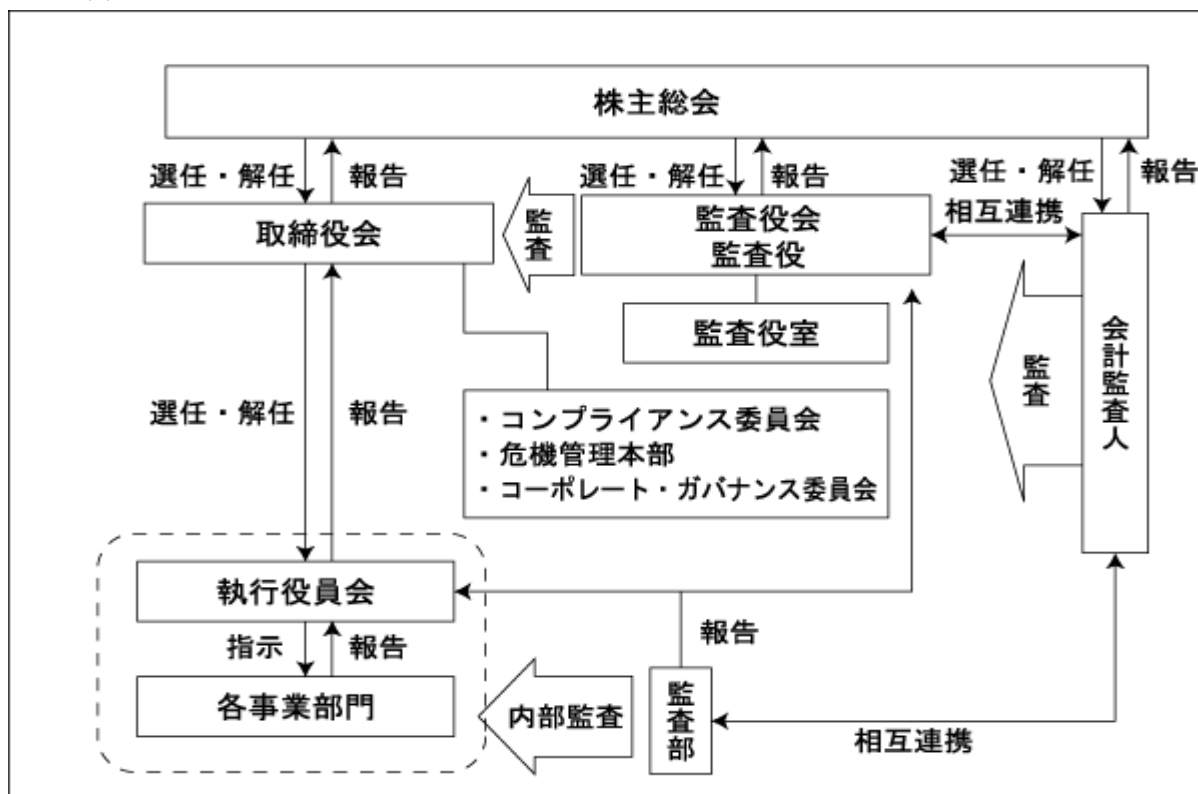 株主総会
選任・解任
報告
選任・解任
報告
選任・解任
報告
取締役会
監査
監査役会
監査役
相互連携
監査役室
会計監査人
監査
選任・解任
報告
・コンプライアンス委員会
・危機管理本部
・コーポレート・ガバナンス委員会
執行役員会
指示
報告
報告
各事業部門
内部監査
監査部
相互連携